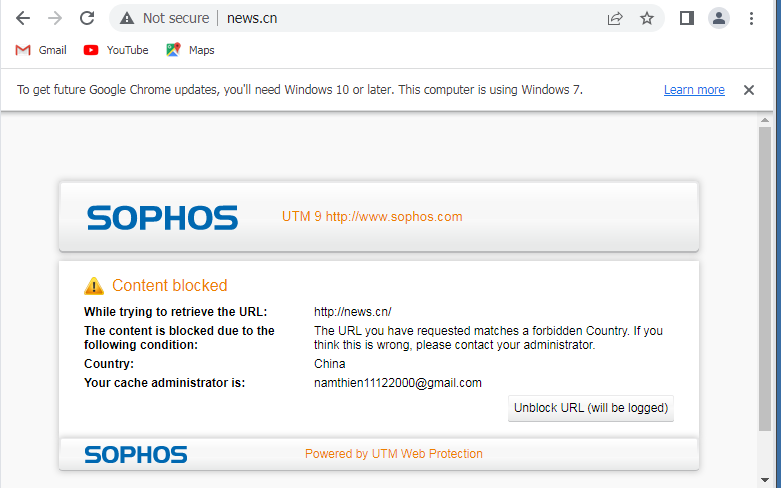 Not secure news.cn
Gmail YouTube Maps
To get future Google Chrome updates, you'll need Windows 10 or later. This computer is using Windows 7. Learn more
SOPHOS UTM 9 http://www.sophos.com
Content blocked
While trying to retrieve the URL: http://news.cn/
The content is blocked due to the following condition: The URL you have requested matches a forbidden Country. If you think this is wrong, please contact your administrator.
Country: China
Your cache administrator is: namthien11122000@gmail.com
Unblock URL (will be logged)
SOPHOS Powered by UTM Web Protection